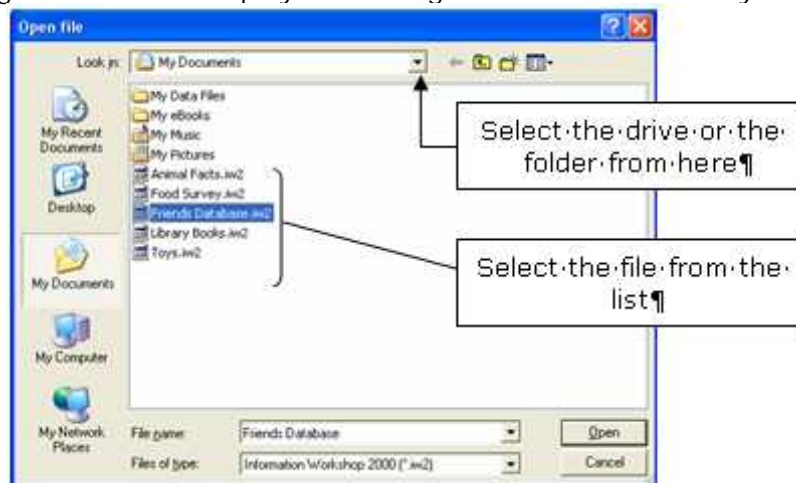 Open file
Look in:
My Documents
My Recent
Documents
Desktop
My Documents
My Computer
My Network
Places
My Data Files
My eBooks
My Music
My Pictures
Animal Facts.iw2
Food Survey.iw2
Friends Database.iw2
Library Books.iw2
Toys.iw2
Select·the·drive·or·the·
folder·from·here¶
Select·the·file·from·the·
list¶
File name:
Friends Database
Open
Files of type:
Information Workshop 2000 (*.iw2)
Cancel